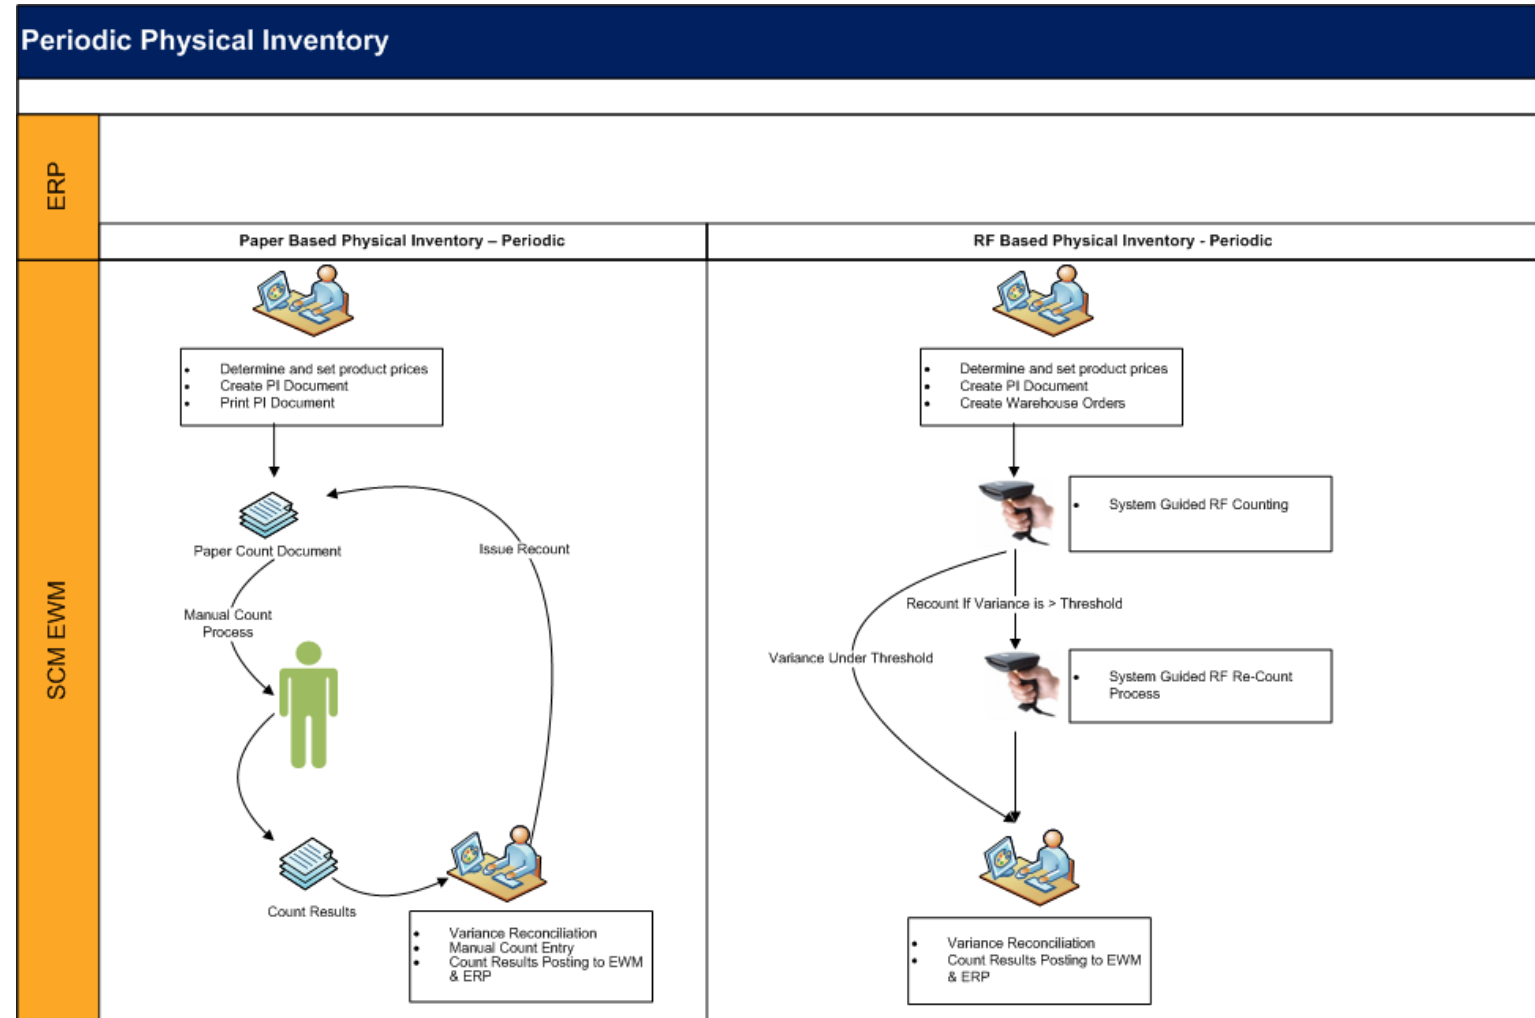 Periodic Physical Inventory
ERP
Paper Based Physical Inventory – Periodic
RF Based Physical Inventory - Periodic
SCM EWM
• Determine and set product prices
• Create PI Document
• Print PI Document
Paper Count Document
Issue Recount
Manual Count
Process
Count Results
• Variance Reconciliation
• Manual Count Entry
• Count Results Posting to EWM
& ERP
• Determine and set product prices
• Create PI Document
• Create Warehouse Orders
• System Guided RF Counting
Recount If Variance is > Threshold
Variance Under Threshold
• System Guided RF Re-Count
Process
• Variance Reconciliation
• Count Results Posting to EWM
& ERP